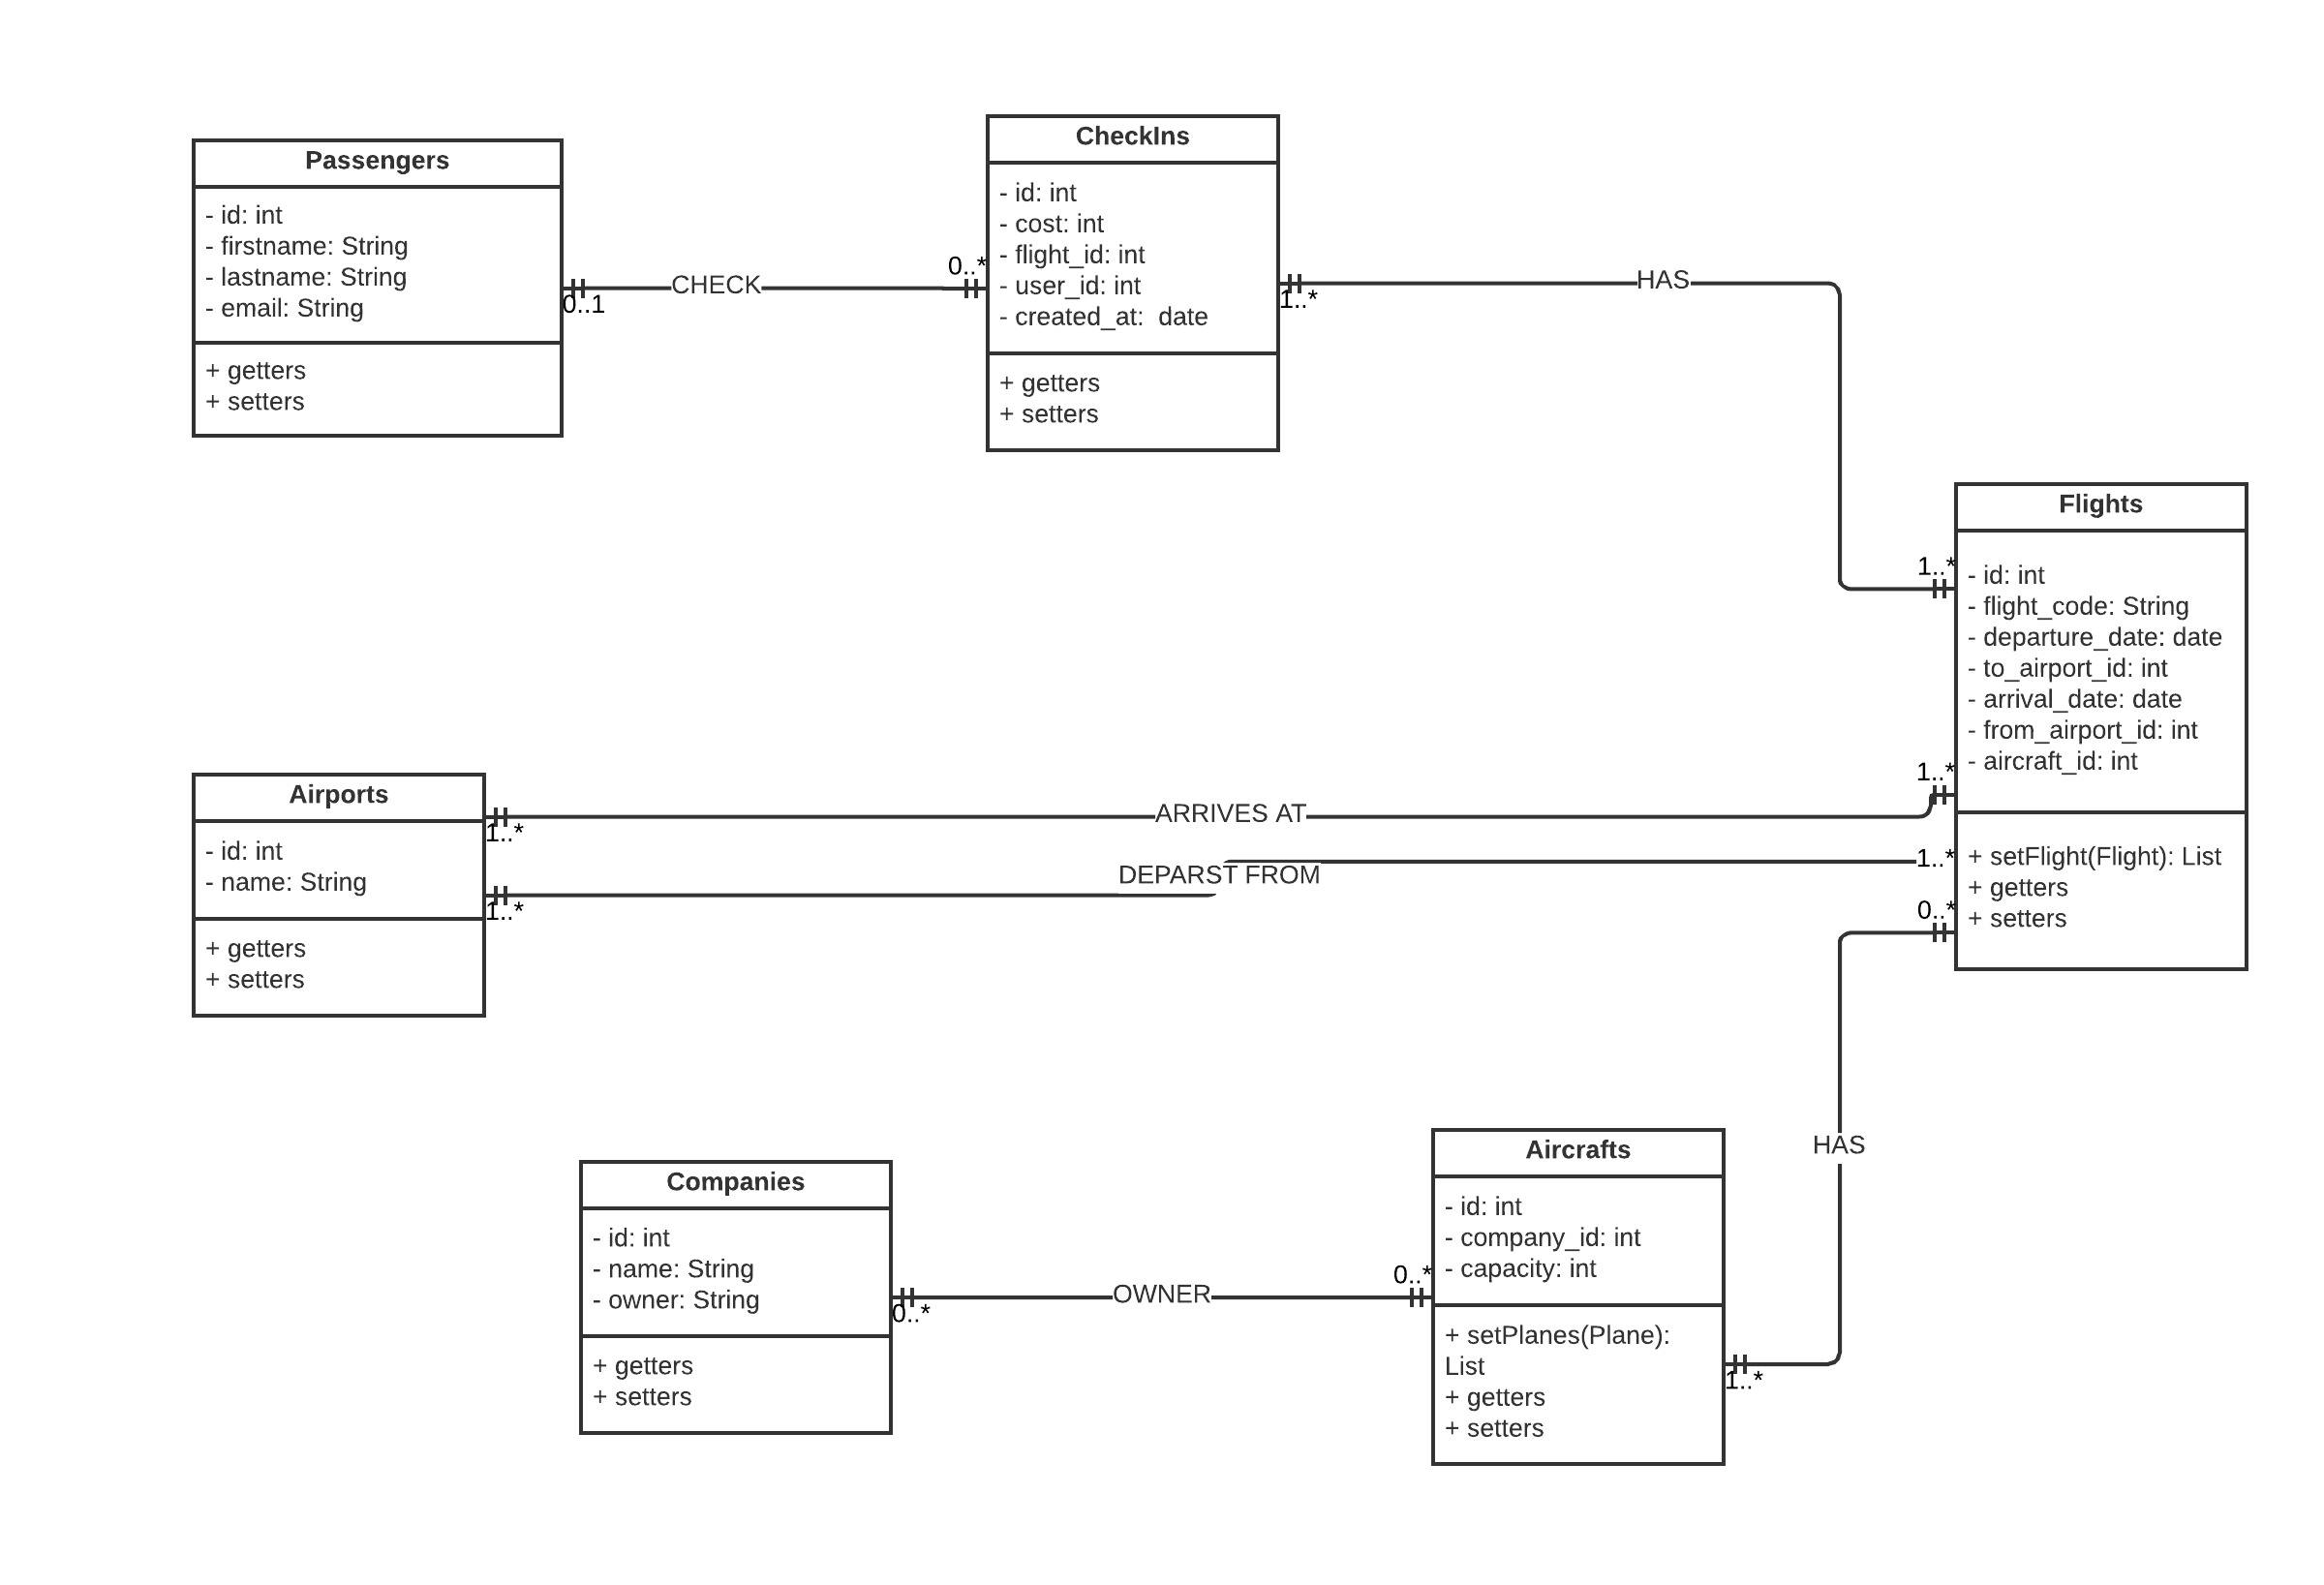 Passengers
- id: int
- firstname: String
- lastname: String
- email: String
+ getters
+ setters
0..1
CHECK
0..*
CheckIns
- id: int
- cost: int
- flight_id: int
- user_id: int
- created_at:  date
+ getters
+ setters
1..*
HAS
1..*
Flights
- id: int
- flight_code: String
- departure_date: date
- to_airport_id: int
- arrival_date: date
- from_airport_id: int
- aircraft_id: int
+ setFlight(Flight): List
+ getters
+ setters
Airports
- id: int
- name: String
+ getters
+ setters
1..*
ARRIVES AT
1..*
1..*
DEPARST FROM
1..*
0..*
HAS
1..*
Companies
- id: int
- name: String
- owner: String
+ getters
+ setters
0..*
OWNER
0..*
Aircrafts
- id: int
- company_id: int
- capacity: int
+ setPlanes(Plane):
List
+ getters
+ setters